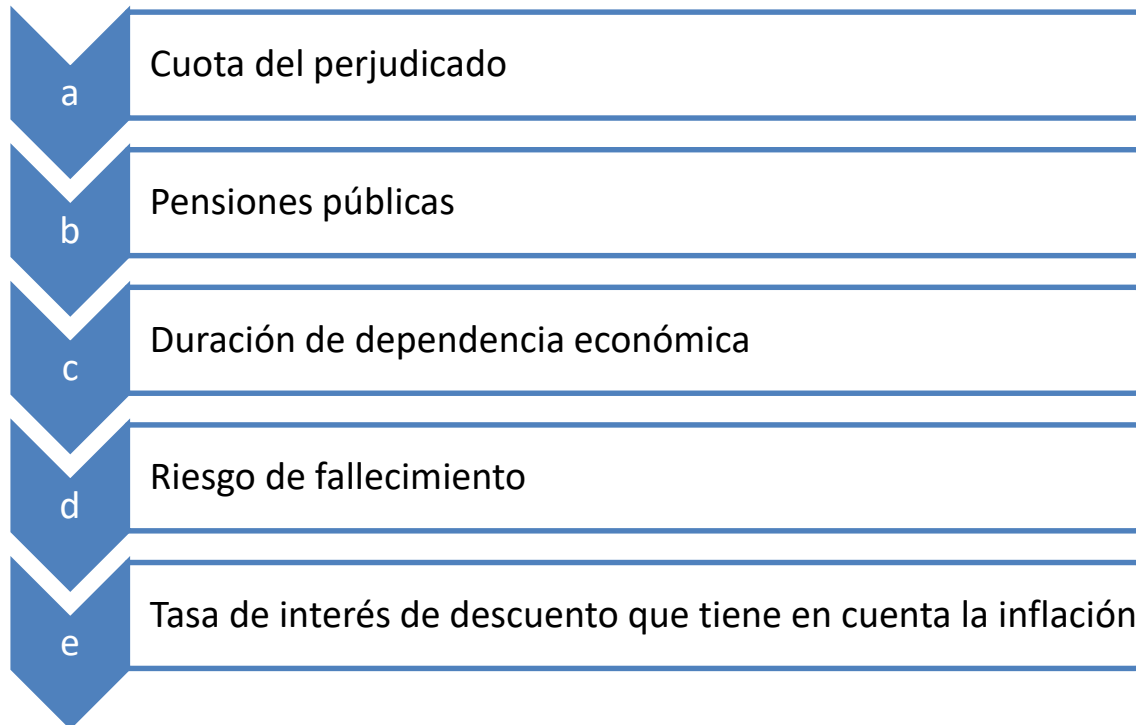 a
Cuota del perjudicado
b
Pensiones públicas
c
Duración de dependencia económica
d
Riesgo de fallecimiento
e
Tasa de interés de descuento que tiene en cuenta la inflación